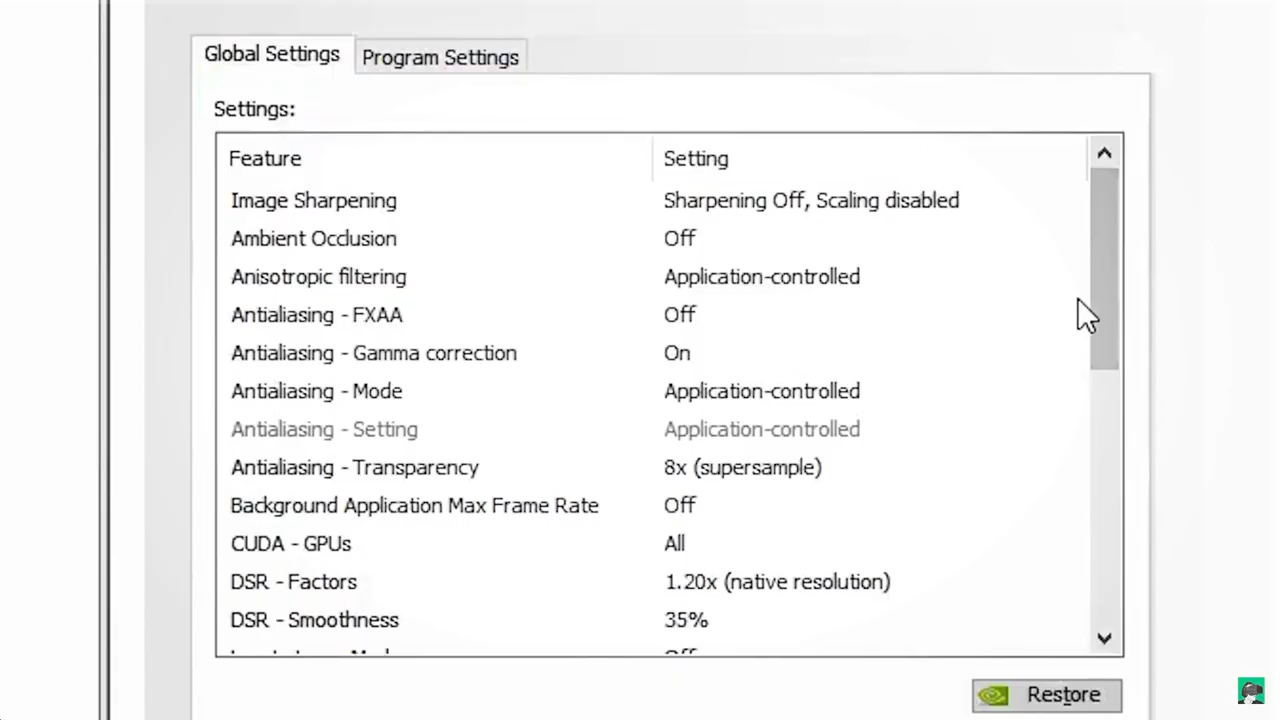 Global Settings
Program Settings
Settings:
Feature Setting
Image Sharpening Sharpening Off, Scaling disabled
Ambient Occlusion Off
Anisotropic filtering Application-controlled
Antialiasing - FXAA Off
Antialiasing - Gamma correction On
Antialiasing - Mode Application-controlled
Antialiasing - Setting Application-controlled
Antialiasing - Transparency 8x (supersample)
Background Application Max Frame Rate Off
CUDA - GPUs All
DSR - Factors 1.20x (native resolution)
DSR - Smoothness 35%
Restore